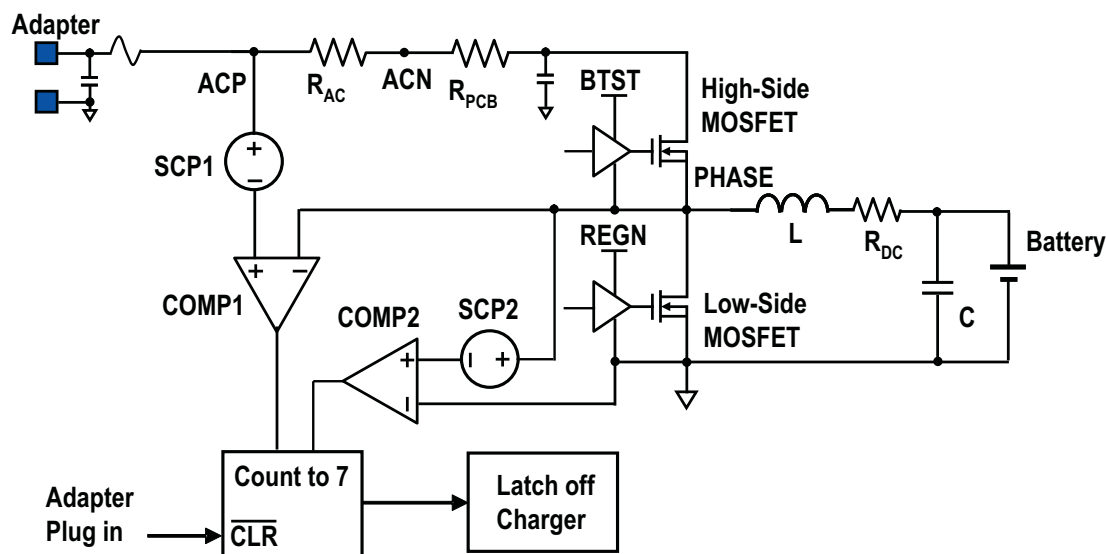 Adapter
ACP
R_AC
ACN
R_PCB
BTST
High-Side
MOSFET
SCP1
+
−
PHASE
REGN
L
R_DC
Battery
+
−
COMP1
COMP2
SCP2
Low-Side
MOSFET
C
+
−
−
+
Count to 7
CLR
Adapter
Plug in
Latch off
Charger